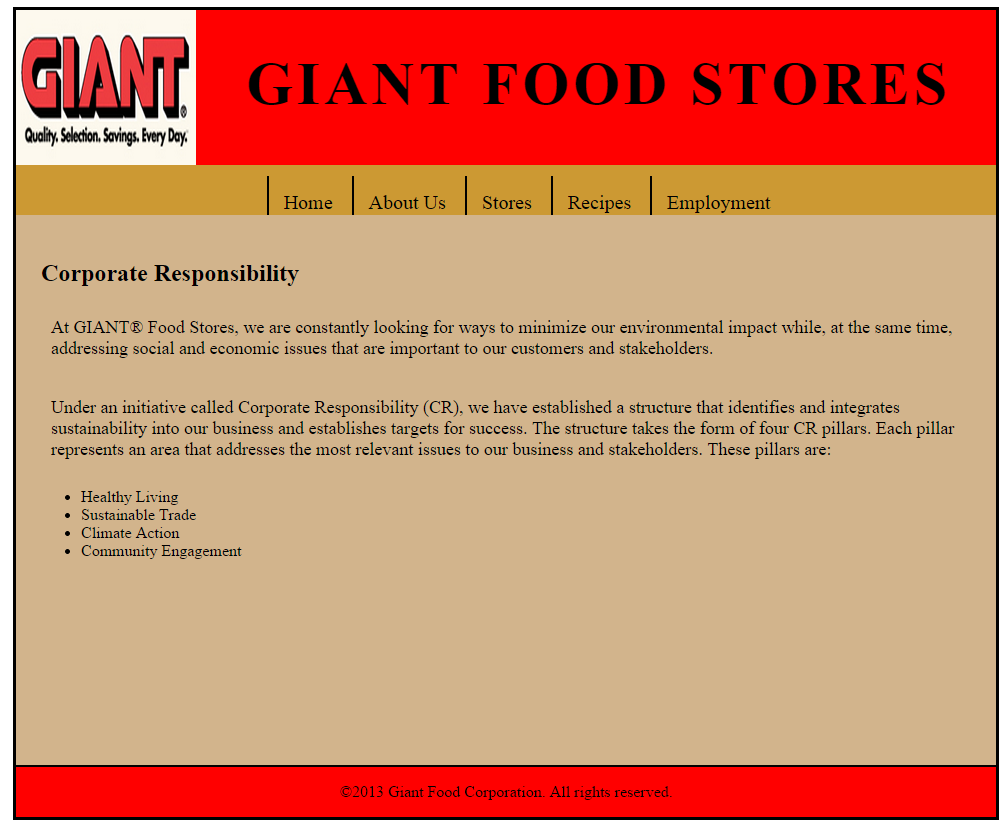 GIANT®
Quality. Selection. Savings. Every Day.
GIANT FOOD STORES
Home About Us Stores Recipes Employment
Corporate Responsibility
At GIANT® Food Stores, we are constantly looking for ways to minimize our environmental impact while, at the same time,
addressing social and economic issues that are important to our customers and stakeholders.
Under an initiative called Corporate Responsibility (CR), we have established a structure that identifies and integrates
sustainability into our business and establishes targets for success. The structure takes the form of four CR pillars. Each pillar
represents an area that addresses the most relevant issues to our business and stakeholders. These pillars are:
• Healthy Living
• Sustainable Trade
• Climate Action
• Community Engagement
©2013 Giant Food Corporation. All rights reserved.